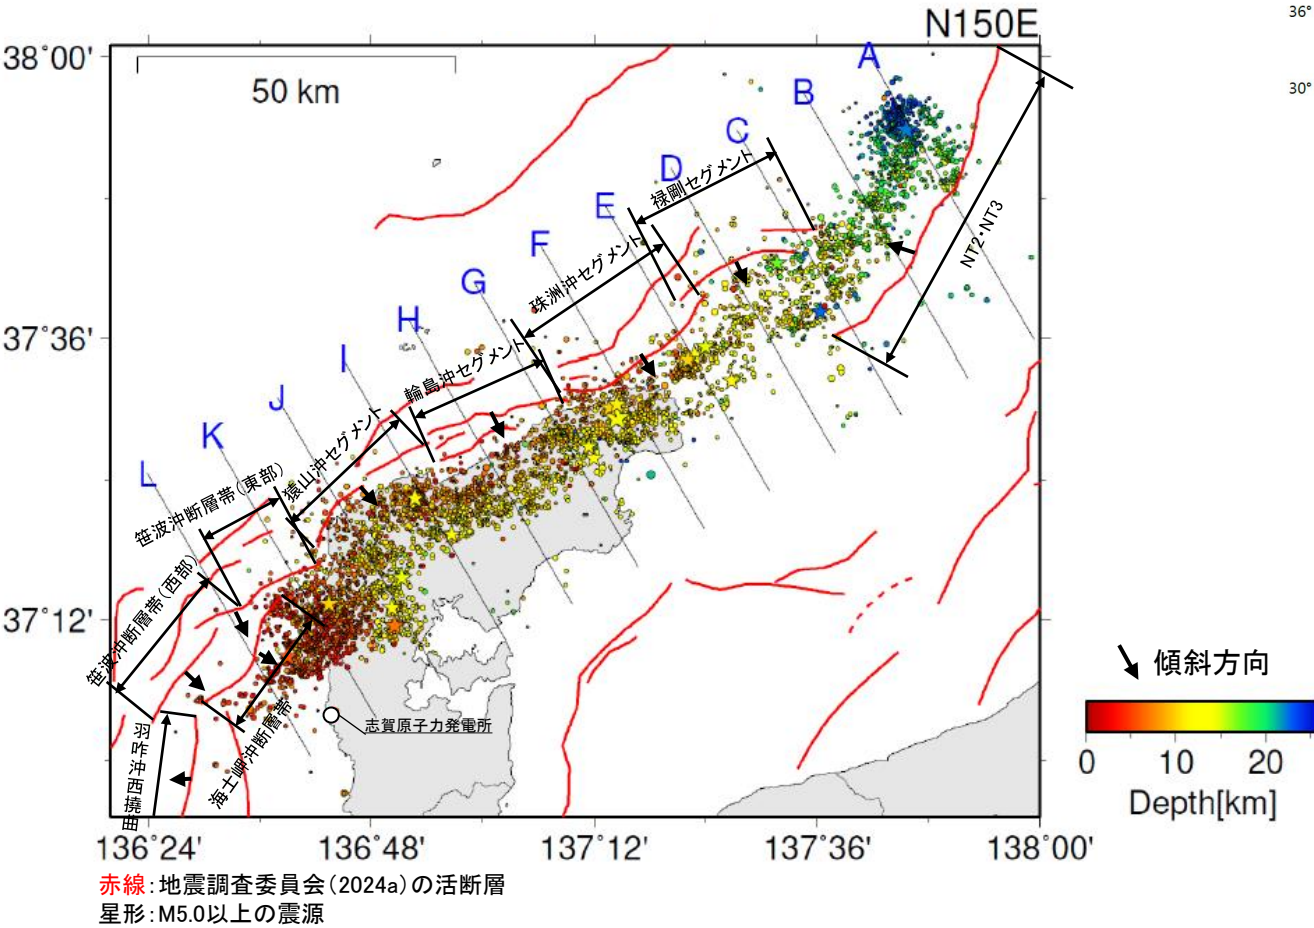 N150E
36°
30°
38°00'
37°36'
37°12'
50 km
A
B
C
D
E
F
G
H
I
J
K
L
禄剛セグメント
珠洲沖セグメント
輪島沖セグメント
猿山沖セグメント
笹波沖断層帯(東部)
笹波沖断層帯(西部)
海士岬沖断層帯
羽咋沖西撓曲
NT2・NT3
志賀原子力発電所
傾斜方向
0 10 20
Depth[km]
136°24' 136°48' 137°12' 137°36' 138°00'
赤線:地震調査委員会(2024a)の活断層
星形:M5.0以上の震源